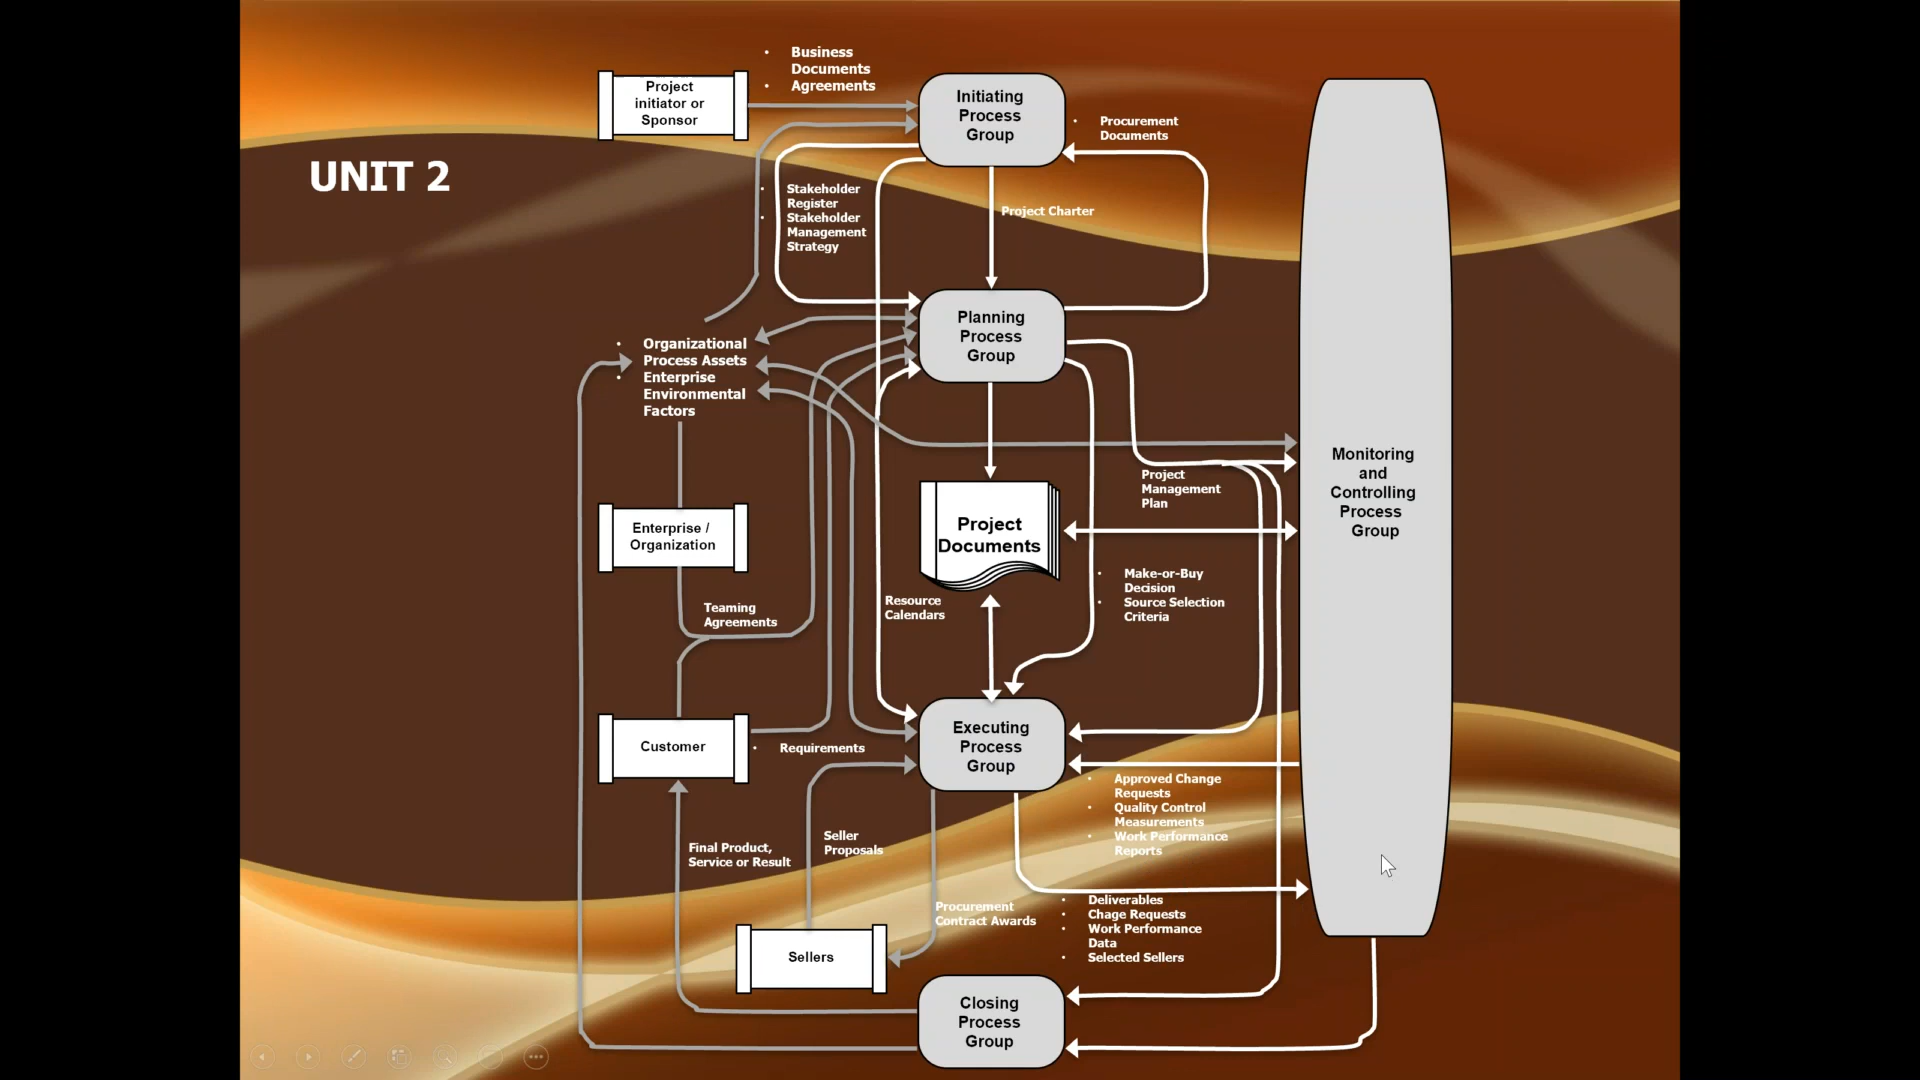 Business
Documents
Agreements
Project
initiator or
Sponsor
Initiating
Process
Group
Procurement
Documents
UNIT 2
Stakeholder
Register
Stakeholder
Management
Strategy
Project Charter
Planning
Process
Group
Organizational
Process Assets
Enterprise
Environmental
Factors
Monitoring
and
Controlling
Process
Group
Project
Management
Plan
Enterprise /
Organization
Project
Documents
Make-or-Buy
Decision
Source Selection
Criteria
Resource
Calendars
Teaming
Agreements
Executing
Process
Group
Customer
Requirements
Approved Change
Requests
Quality Control
Measurements
Work Performance
Reports
Seller
Proposals
Final Product,
Service or Result
Procurement
Contract Awards
Deliverables
Chage Requests
Work Performance
Data
Selected Sellers
Sellers
Closing
Process
Group